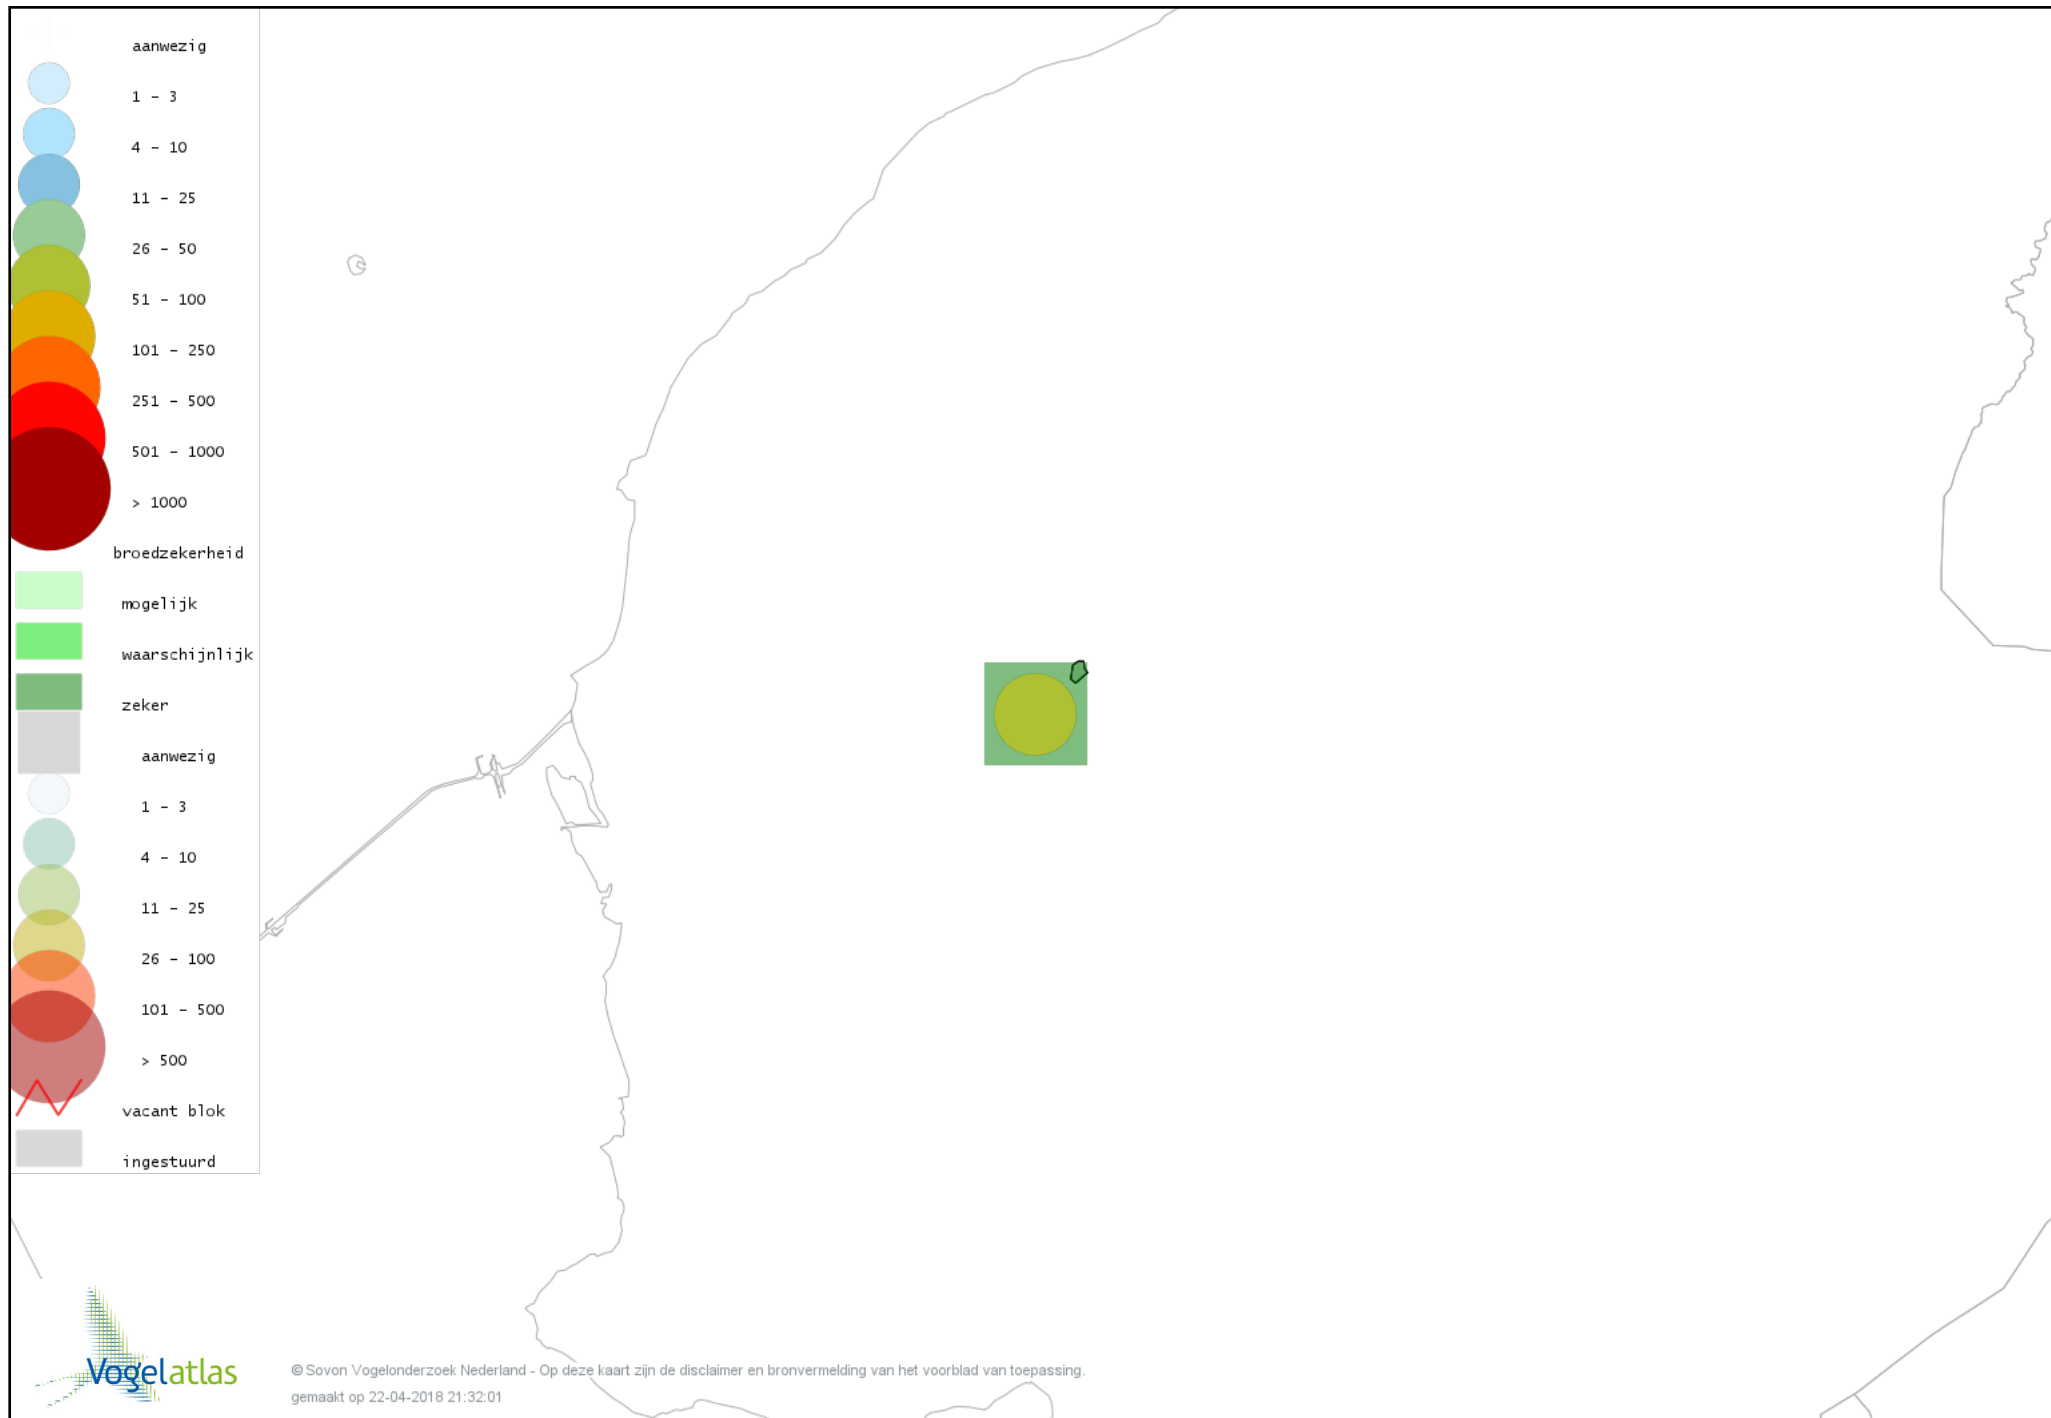 aanwezig
1 - 3
4 - 10
11 - 25
26 - 50
51 - 100
101 - 250
251 - 500
501 - 1000
> 1000
broedzekerheid
mogelijk
waarschijnlijk
zeker
aanwezig
1 - 3
4 - 10
11 - 25
26 - 100
101 - 500
> 500
vacant blok
ingestuurd
Vogelatlas
© Sovon Vogelonderzoek Nederland - Op deze kaart zijn de disclaimer en bronvermelding van het voorblad van toepassing.
gemaakt op 22-04-2018 21:32:01